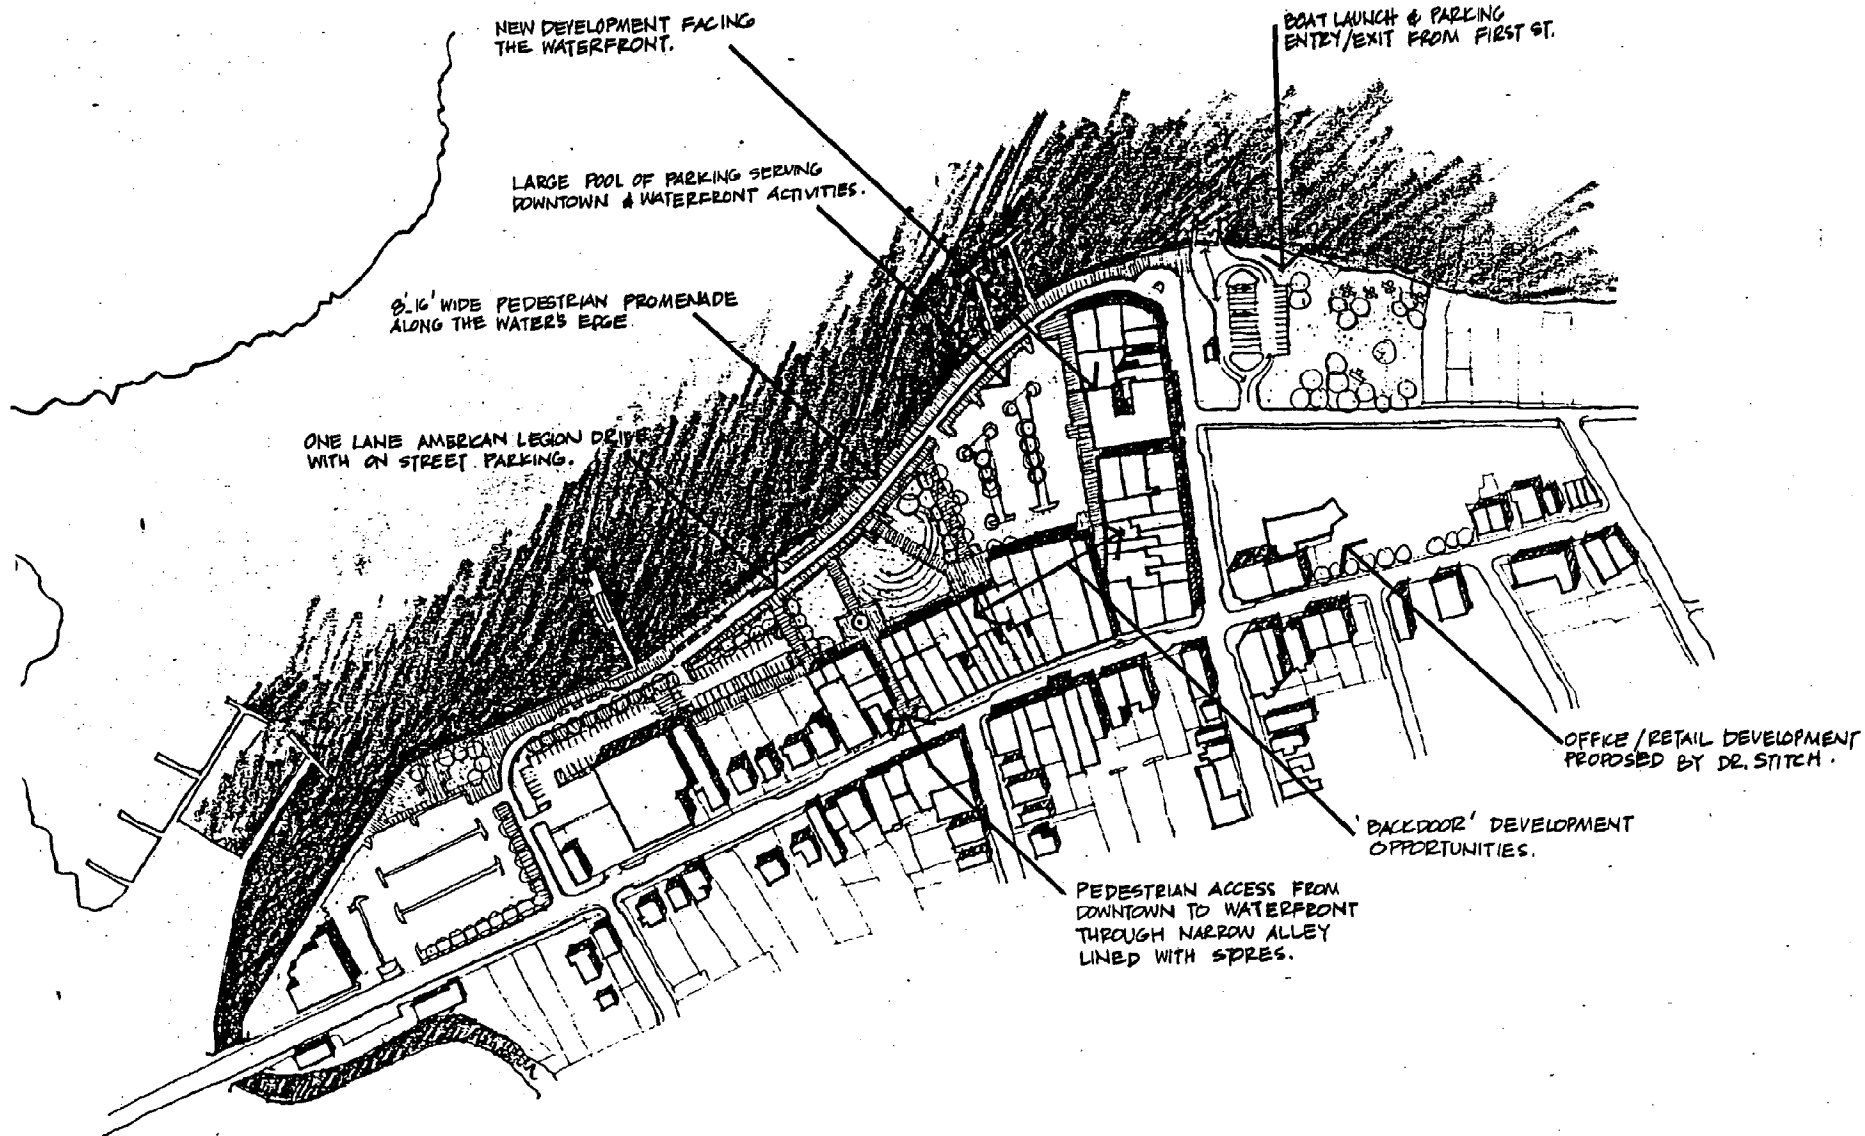 NEW DEVELOPMENT FACING
THE WATERFRONT.
BOAT LAUNCH & PARKING
ENTRY/EXIT FROM FIRST ST.
LARGE POOL OF PARKING SERVING
DOWNTOWN & WATERFRONT ACTIVITIES.
8'-16' WIDE PEDESTRIAN PROMENADE
ALONG THE WATER'S EDGE
ONE LANE AMERICAN LEGION DRIVE
WITH ON STREET PARKING.
OFFICE/RETAIL DEVELOPMENT
PROPOSED BY DR. STITCH.
'BACKDOOR' DEVELOPMENT
OPPORTUNITIES.
PEDESTRIAN ACCESS FROM
DOWNTOWN TO WATERFRONT
THROUGH NARROW ALLEY
LINED WITH STORES.